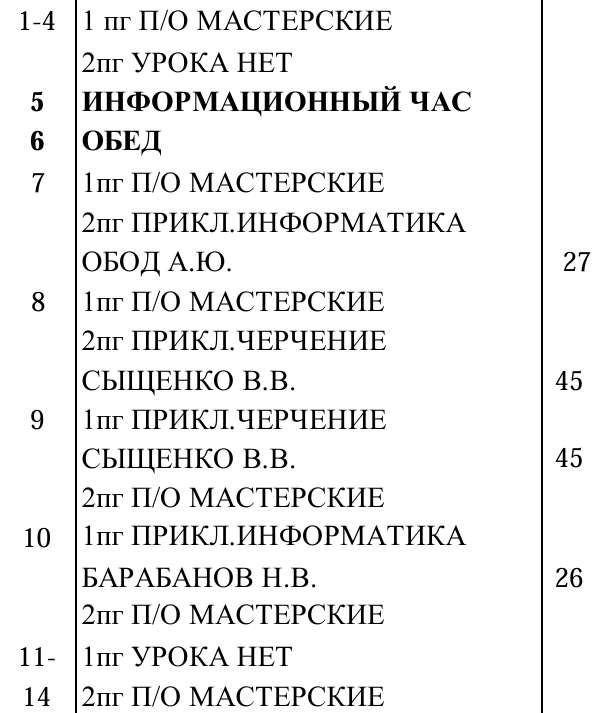 1-4 1 пг П/О МАСТЕРСКИЕ
2пг УРОКА НЕТ
5 ИНФОРМАЦИОННЫЙ ЧАС
6 ОБЕД
7 1пг П/О МАСТЕРСКИЕ
2пг ПРИКЛ.ИНФОРМАТИКА
ОБОД А.Ю. 27
8 1пг П/О МАСТЕРСКИЕ
2пг ПРИКЛ.ЧЕРЧЕНИЕ
СЫЩЕНКО В.В. 45
9 1пг ПРИКЛ.ЧЕРЧЕНИЕ
СЫЩЕНКО В.В. 45
2пг П/О МАСТЕРСКИЕ
10 1пг ПРИКЛ.ИНФОРМАТИКА
БАРАБАНОВ Н.В. 26
2пг П/О МАСТЕРСКИЕ
11- 1пг УРОКА НЕТ
14 2пг П/О МАСТЕРСКИЕ